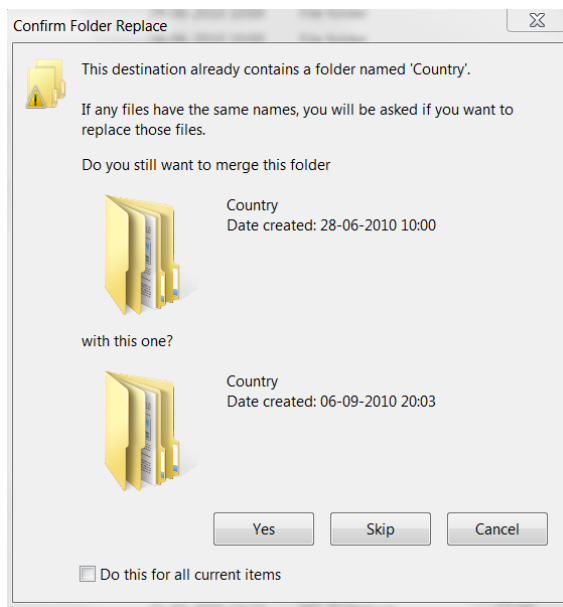 Confirm Folder Replace
This destination already contains a folder named 'Country'.
If any files have the same names, you will be asked if you want to
replace those files.
Do you still want to merge this folder
Country
Date created: 28-06-2010 10:00
with this one?
Country
Date created: 06-09-2010 20:03
Yes
Skip
Cancel
Do this for all current items